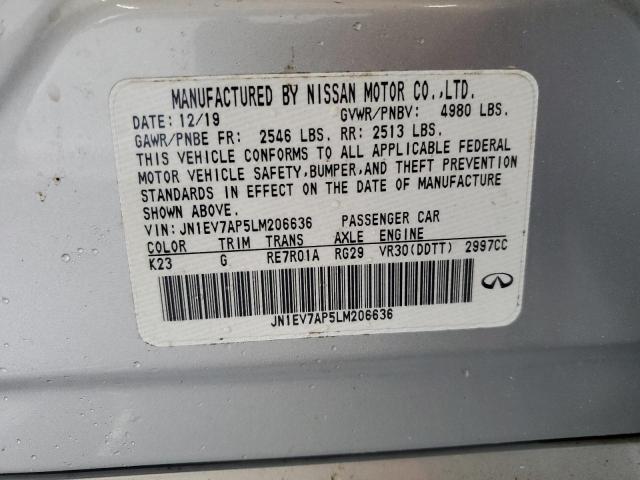 MANUFACTURED BY NISSAN MOTOR CO.,LTD.
DATE: 12/19 GVWR/PNBV: 4980 LBS.
GAWR/PNBE FR: 2546 LBS. RR: 2513 LBS.
THIS VEHICLE CONFORMS TO ALL APPLICABLE FEDERAL
MOTOR VEHICLE SAFETY,BUMPER,AND THEFT PREVENTION
STANDARDS IN EFFECT ON THE DATE OF MANUFACTURE
SHOWN ABOVE.
VIN: JN1EV7AP5LM206636 PASSENGER CAR
COLOR TRIM TRANS AXLE ENGINE
K23 G RE7R01A RG29 VR30(DDTT) 2997CC
JN1EV7AP5LM206636